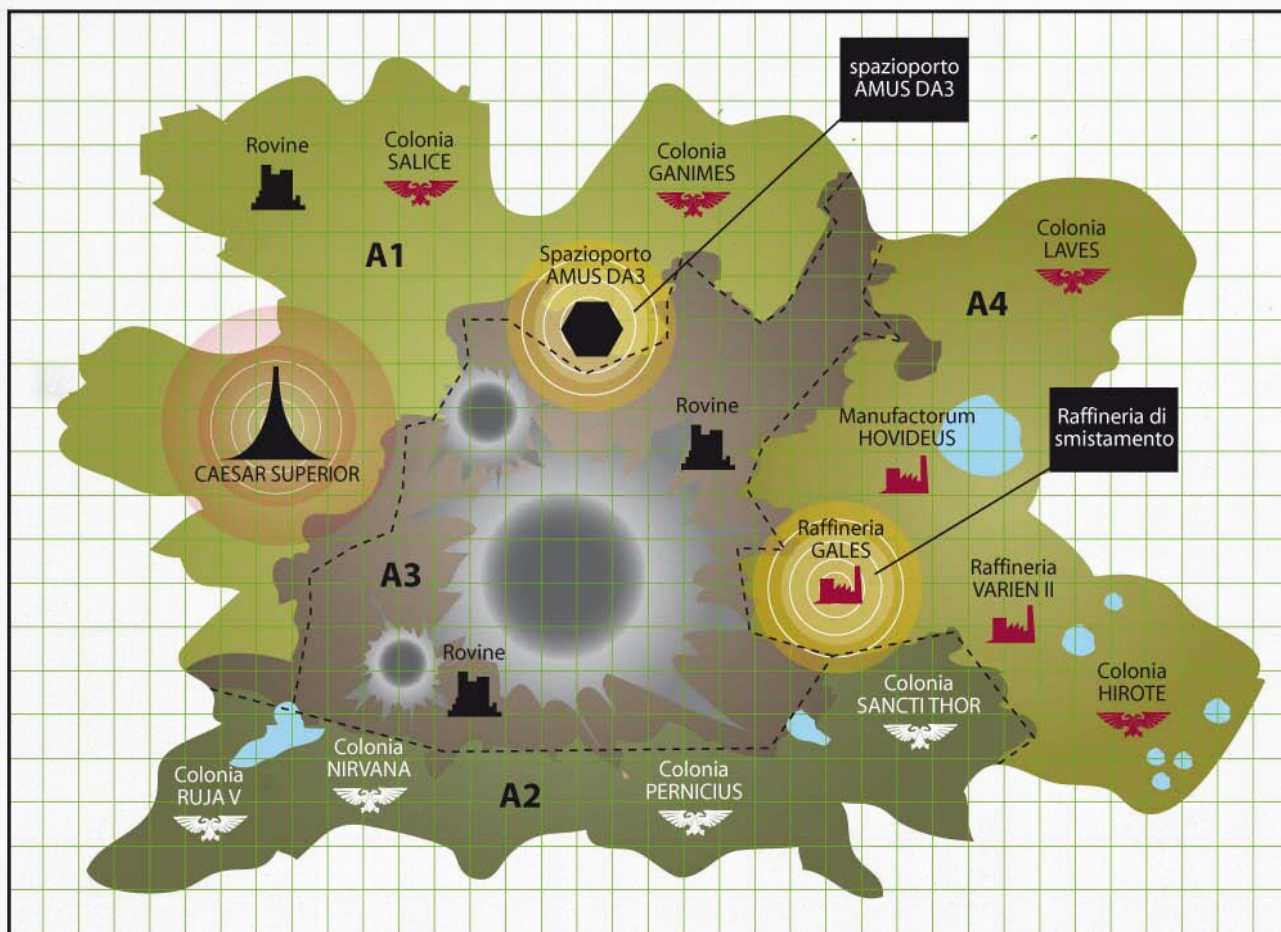 spazioporto
AMUS DA3
Rovine
Colonia
SALICE
Colonia
GANIMES
Colonia
LAVES
A1
Spazioporto
AMUS DA3
A4
CAESAR SUPERIOR
Rovine
Manufactorum
HOVIDEUS
Raffineria di
smistamento
Raffineria
GALES
A3
Raffineria
VARIEN II
Rovine
Colonia
SANCTI THOR
Colonia
HIROTE
Colonia
RUJA V
Colonia
NIRVANA
A2
Colonia
PERNICIUS